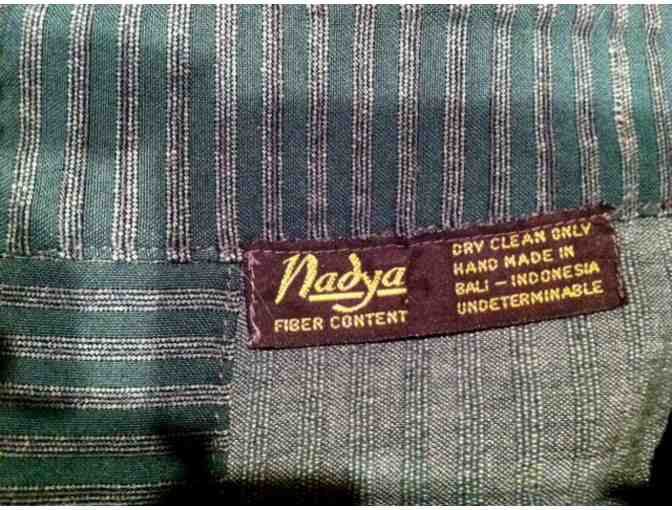 Nadya
FIBER CONTENT
DRY CLEAN ONLY
HAND MADE IN
BALI - INDONESIA
UNDETERMINABLE